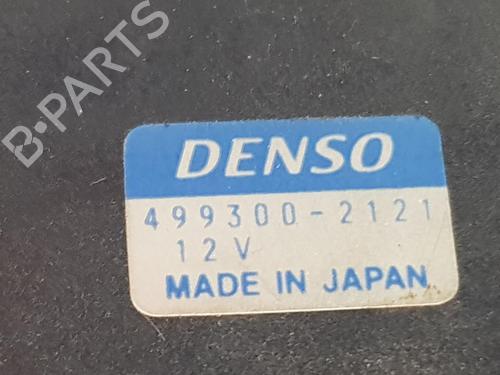 B-PARTS
DENSO
499300-2121
12V
MADE IN JAPAN